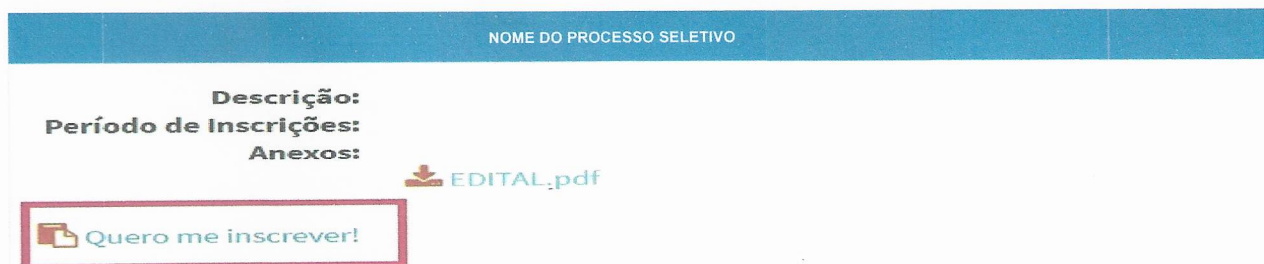 NOME DO PROCESSO SELETIVO
Descrição:
Período de Inscrições:
Anexos:
EDITAL.pdf
Quero me inscrever!